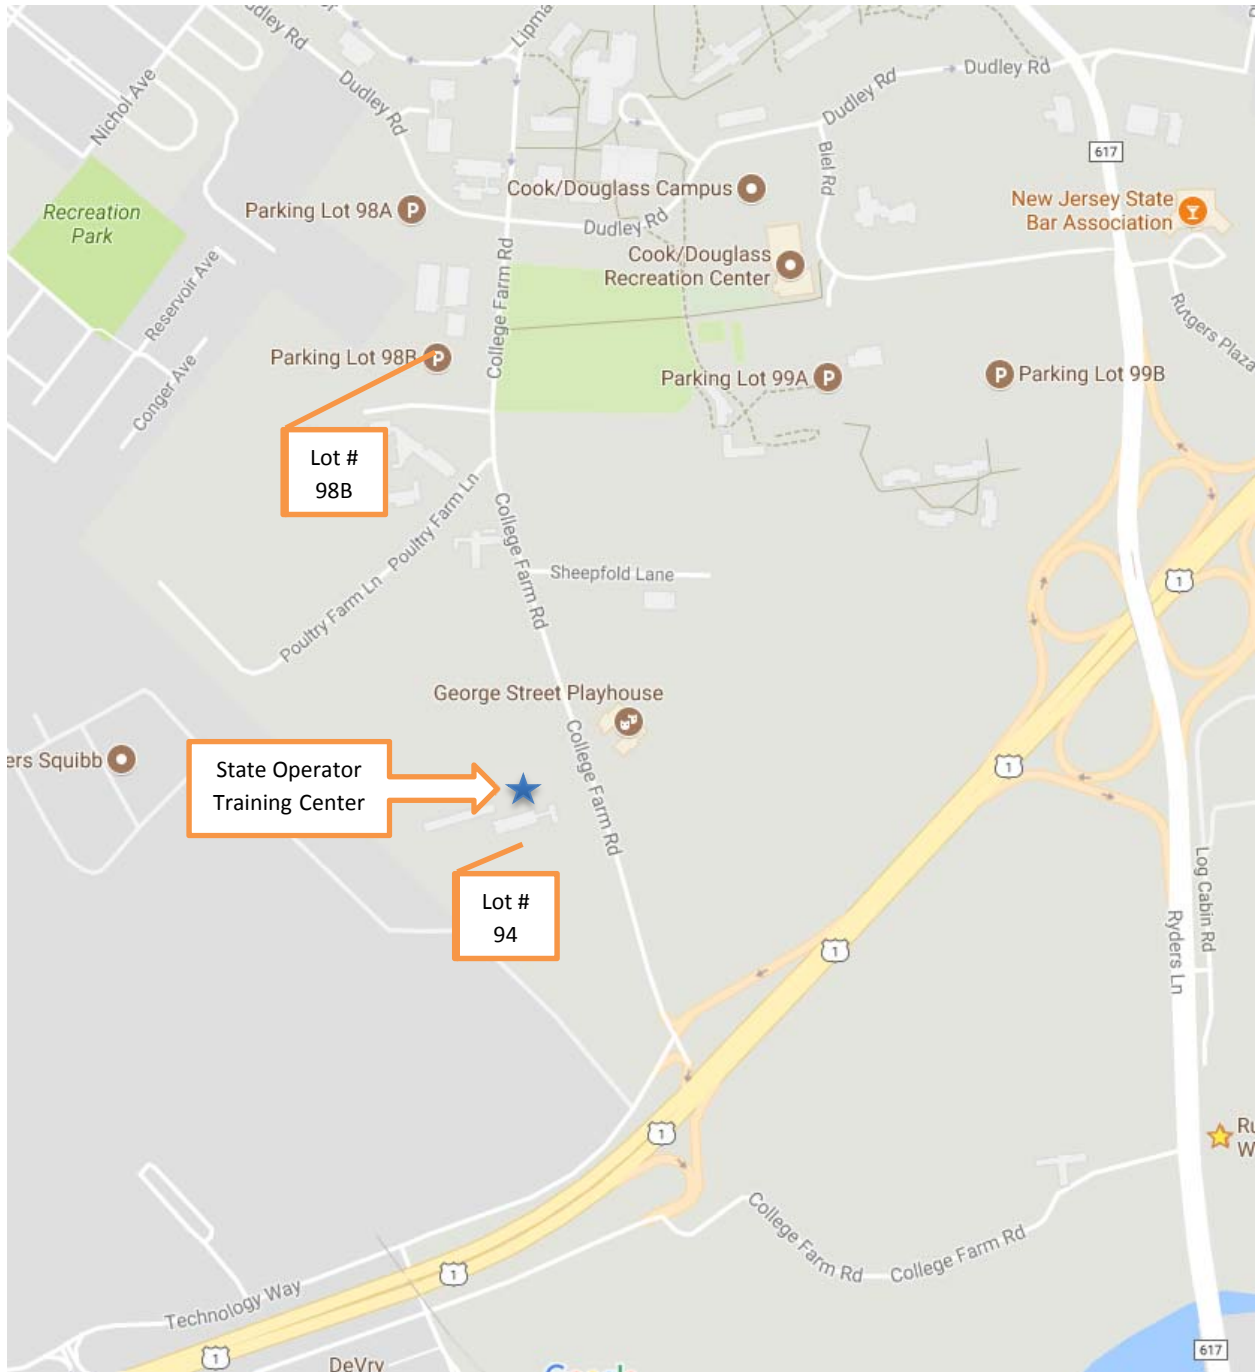 Dudley Rd
Lipma
Dudley Rd
Nichol Ave
Dudley Rd
Dudley Rd
Biel Rd
617
Recreation
Park
Parking Lot 98A
P
Cook/Douglass Campus
New Jersey State
Bar Association
Dudley Rd
Cook/Douglass
Recreation Center
Reservoir Ave
College Farm Rd
Rutgers Plaza
Conger Ave
Parking Lot 98B
P
Parking Lot 99A
P
P
Parking Lot 99B
Lot #
98B
Poultry Farm Ln
College Farm Rd
Sheepfold Lane
1
Poultry Farm Ln
George Street Playhouse
ers Squibb
State Operator
Training Center
College Farm Rd
1
Lot #
94
Log Cabin Rd
Ryders Ln
1
1
Ru
W
College Farm Rd
College Farm Rd
1
Technology Way
1
DeVry
Google
617